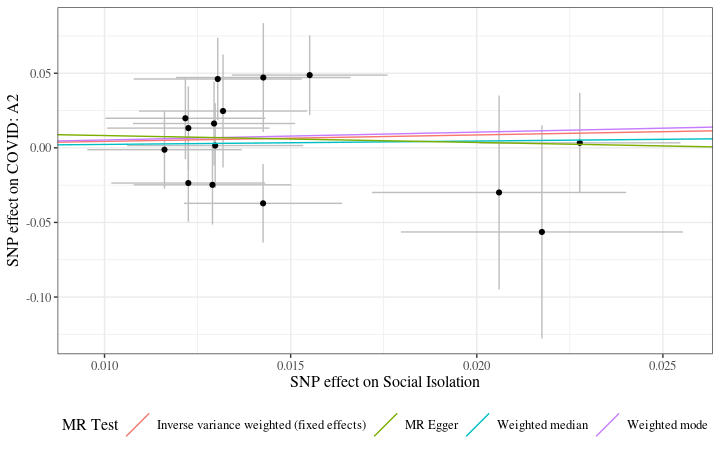 SNP effect on COVID: A2
0.05
0.00
-0.05
-0.10
0.010
0.015
0.020
0.025
SNP effect on Social Isolation
MR Test
Inverse variance weighted (fixed effects)
MR Egger
Weighted median
Weighted mode